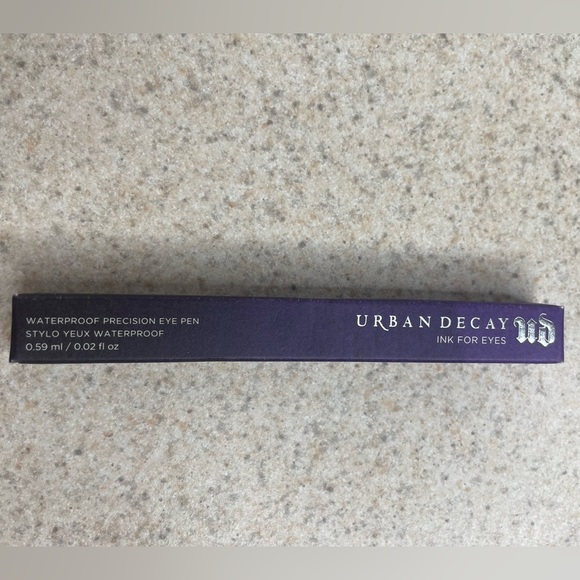 WATERPROOF PRECISION EYE PEN
STYLO YEUX WATERPROOF
0.59 ml / 0.02 fl oz
URBAN DECAY
INK FOR EYES
UD